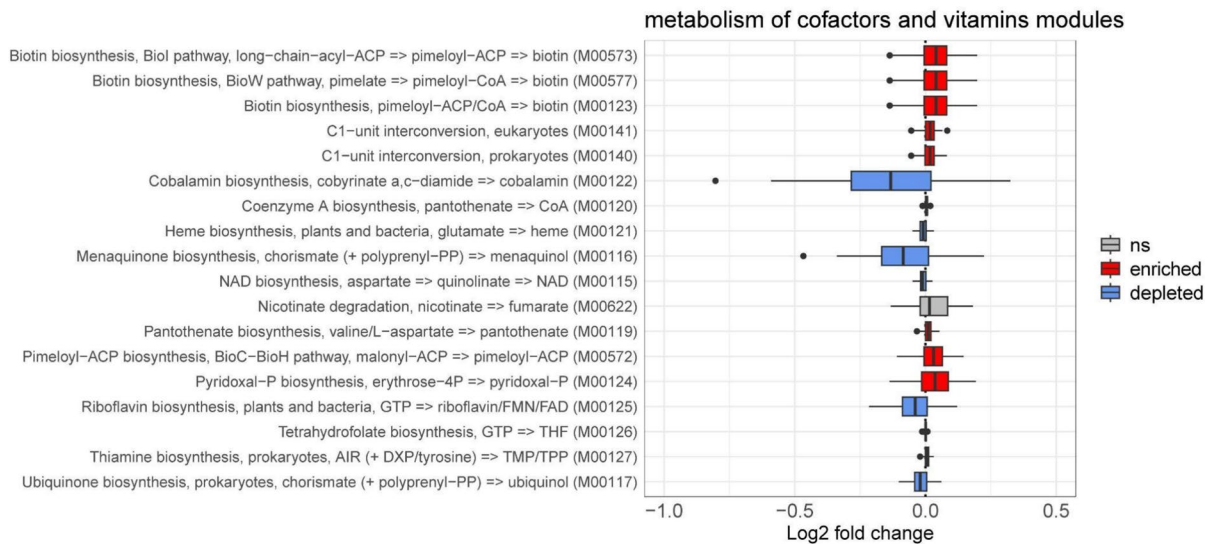 metabolism of cofactors and vitamins modules
Biotin biosynthesis, BioI pathway, long−chain−acyl−ACP => pimeloyl−ACP => biotin (M00573)
Biotin biosynthesis, BioW pathway, pimelate => pimeloyl−CoA => biotin (M00577)
Biotin biosynthesis, pimeloyl−ACP/CoA => biotin (M00123)
C1−unit interconversion, eukaryotes (M00141)
C1−unit interconversion, prokaryotes (M00140)
Cobalamin biosynthesis, cobyrinate a,c−diamide => cobalamin (M00122)
Coenzyme A biosynthesis, pantothenate => CoA (M00120)
Heme biosynthesis, plants and bacteria, glutamate => heme (M00121)
Menaquinone biosynthesis, chorismate (+ polyprenyl−PP) => menaquinol (M00116)
NAD biosynthesis, aspartate => quinolinate => NAD (M00115)
Nicotinate degradation, nicotinate => fumarate (M00622)
Pantothenate biosynthesis, valine/L−aspartate => pantothenate (M00119)
Pimeloyl−ACP biosynthesis, BioC−BioH pathway, malonyl−ACP => pimeloyl−ACP (M00572)
Pyridoxal−P biosynthesis, erythrose−4P => pyridoxal−P (M00124)
Riboflavin biosynthesis, plants and bacteria, GTP => riboflavin/FMN/FAD (M00125)
Tetrahydrofolate biosynthesis, GTP => THF (M00126)
Thiamine biosynthesis, prokaryotes, AIR (+ DXP/tyrosine) => TMP/TPP (M00127)
Ubiquinone biosynthesis, prokaryotes, chorismate (+ polyprenyl−PP) => ubiquinol (M00117)
−1.0 −0.5 0.0 0.5
Log2 fold change
ns
enriched
depleted